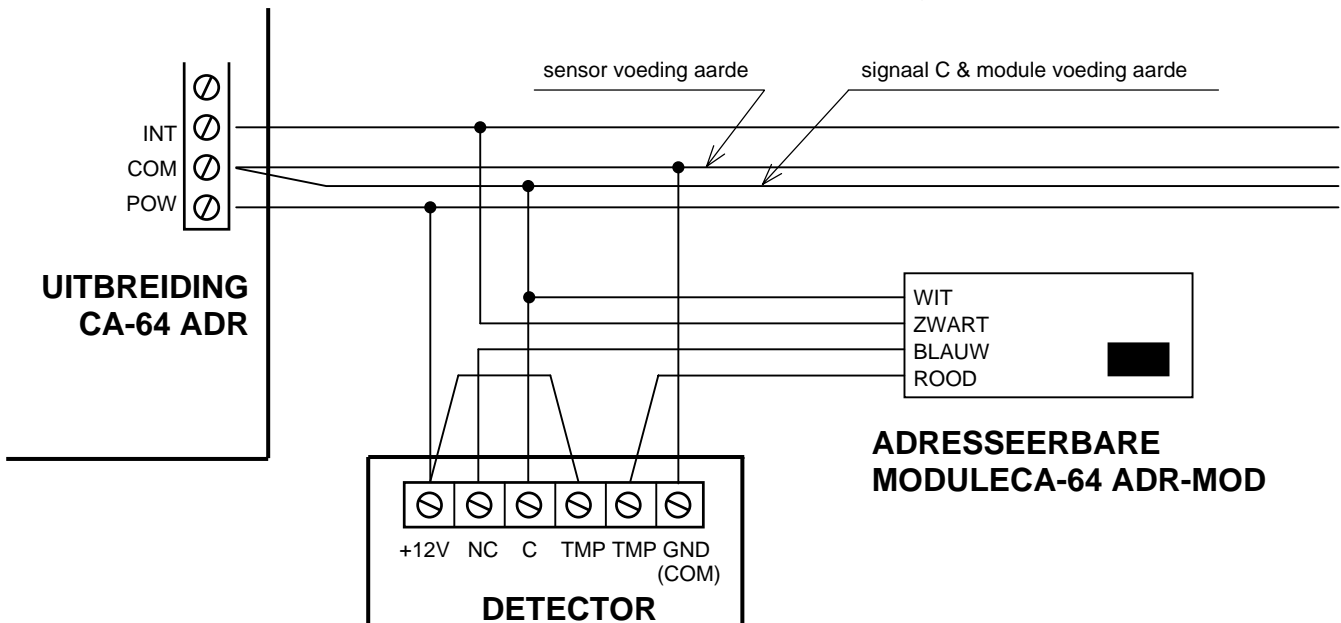 sensor voeding aarde
signaal C & module voeding aarde
INT
COM
POW
UITBREIDING
CA-64 ADR
WIT
ZWART
BLAUW
ROOD
ADRESSEERBARE
MODULECA-64 ADR-MOD
+12V NC C TMP TMP GND
(COM)
DETECTOR